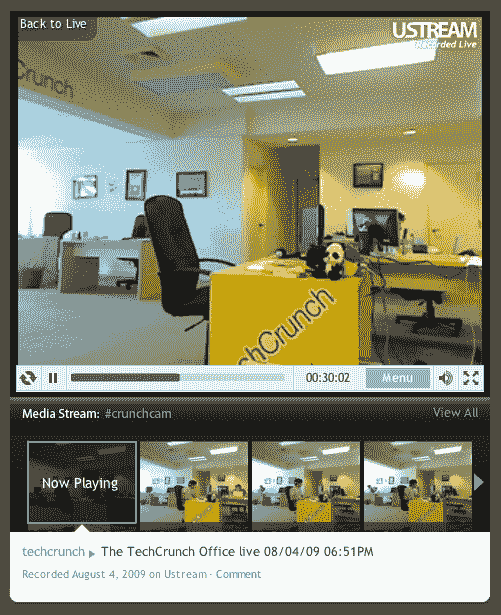 Back to Live
USTREAM
Recorded Live
Crunch
chCrunch
00:30:02
Menu
Media Stream: #crunchcam
View All
Now Playing
techcrunch ▸ The TechCrunch Office live 08/04/09 06:51PM
Recorded August 4, 2009 on Ustream · Comment